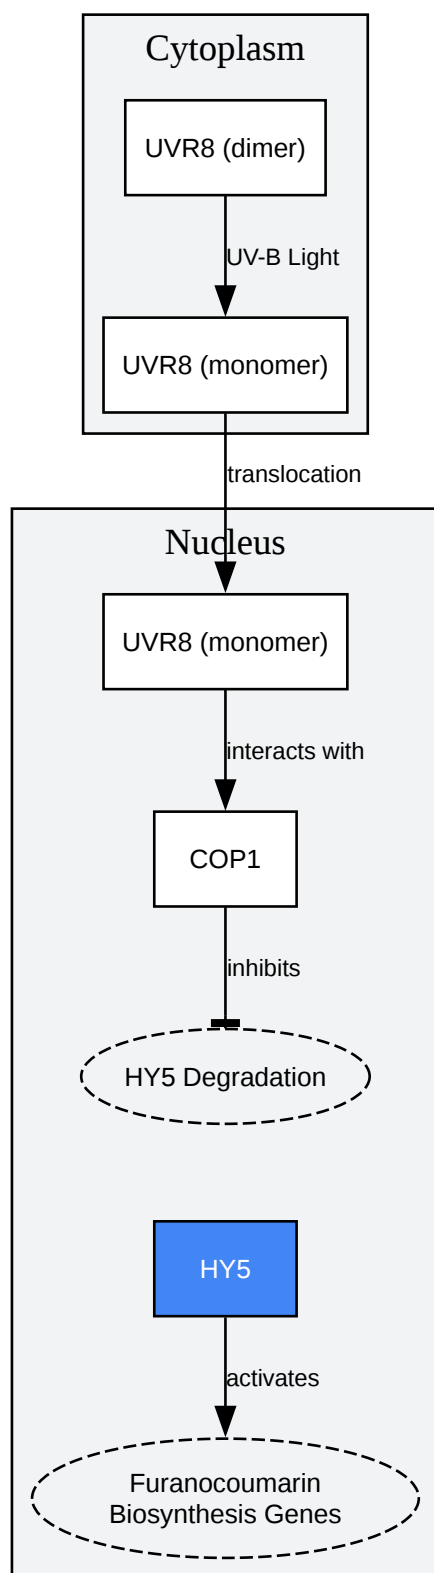 Cytoplasm
UVR8 (dimer)
UV-B Light
UVR8 (monomer)
translocation
Nucleus
UVR8 (monomer)
interacts with
COP1
inhibits
HY5 Degradation
HY5
activates
Furanocoumarin
Biosynthesis Genes